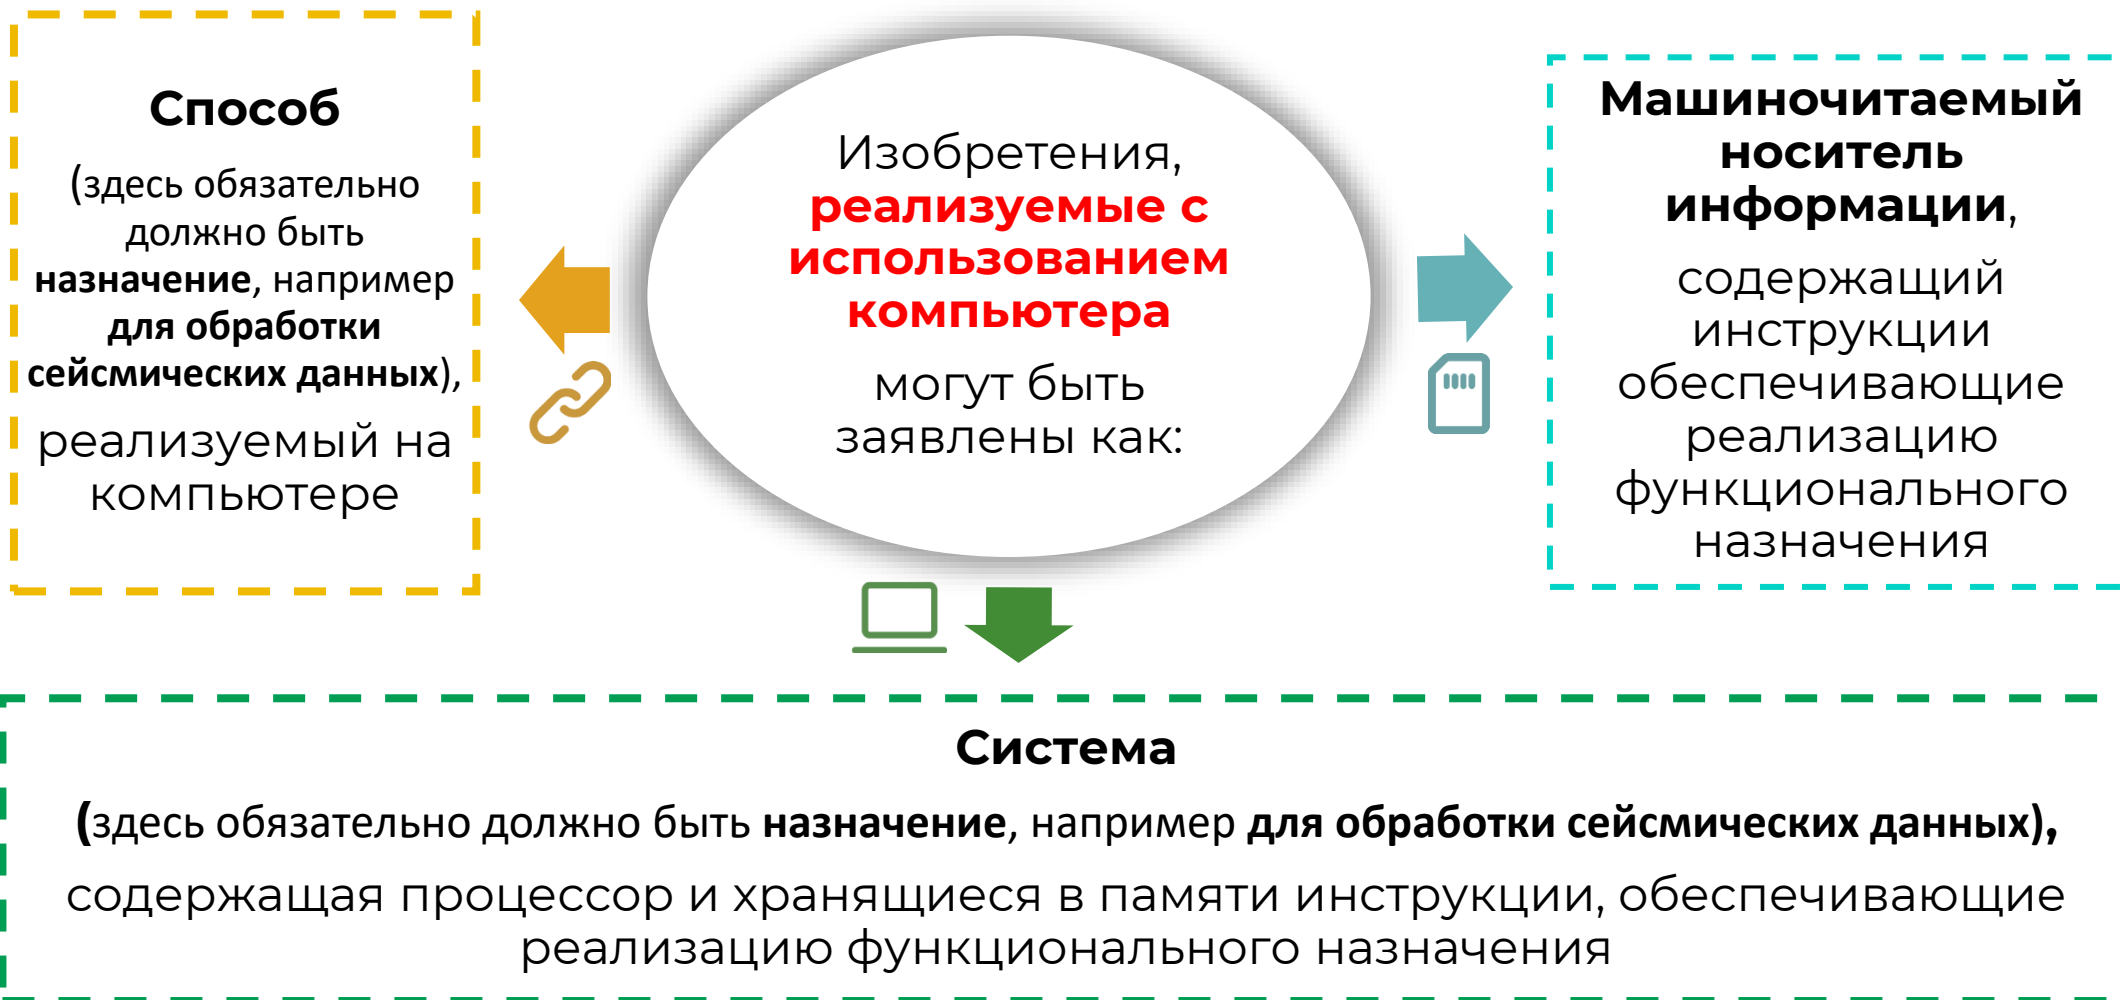 Способ
(здесь обязательно
должно быть
назначение, например
для обработки
сейсмических данных),
реализуемый на
компьютере
Изобретения,
реализуемые с
использованием
компьютера
могут быть
заявлены как:
Машиночитаемый
носитель
информации,
содержащий
инструкции
обеспечивающие
реализацию
функционального
назначения
Система
(здесь обязательно должно быть назначение, например для обработки сейсмических данных),
содержащая процессор и хранящиеся в памяти инструкции, обеспечивающие
реализацию функционального назначения